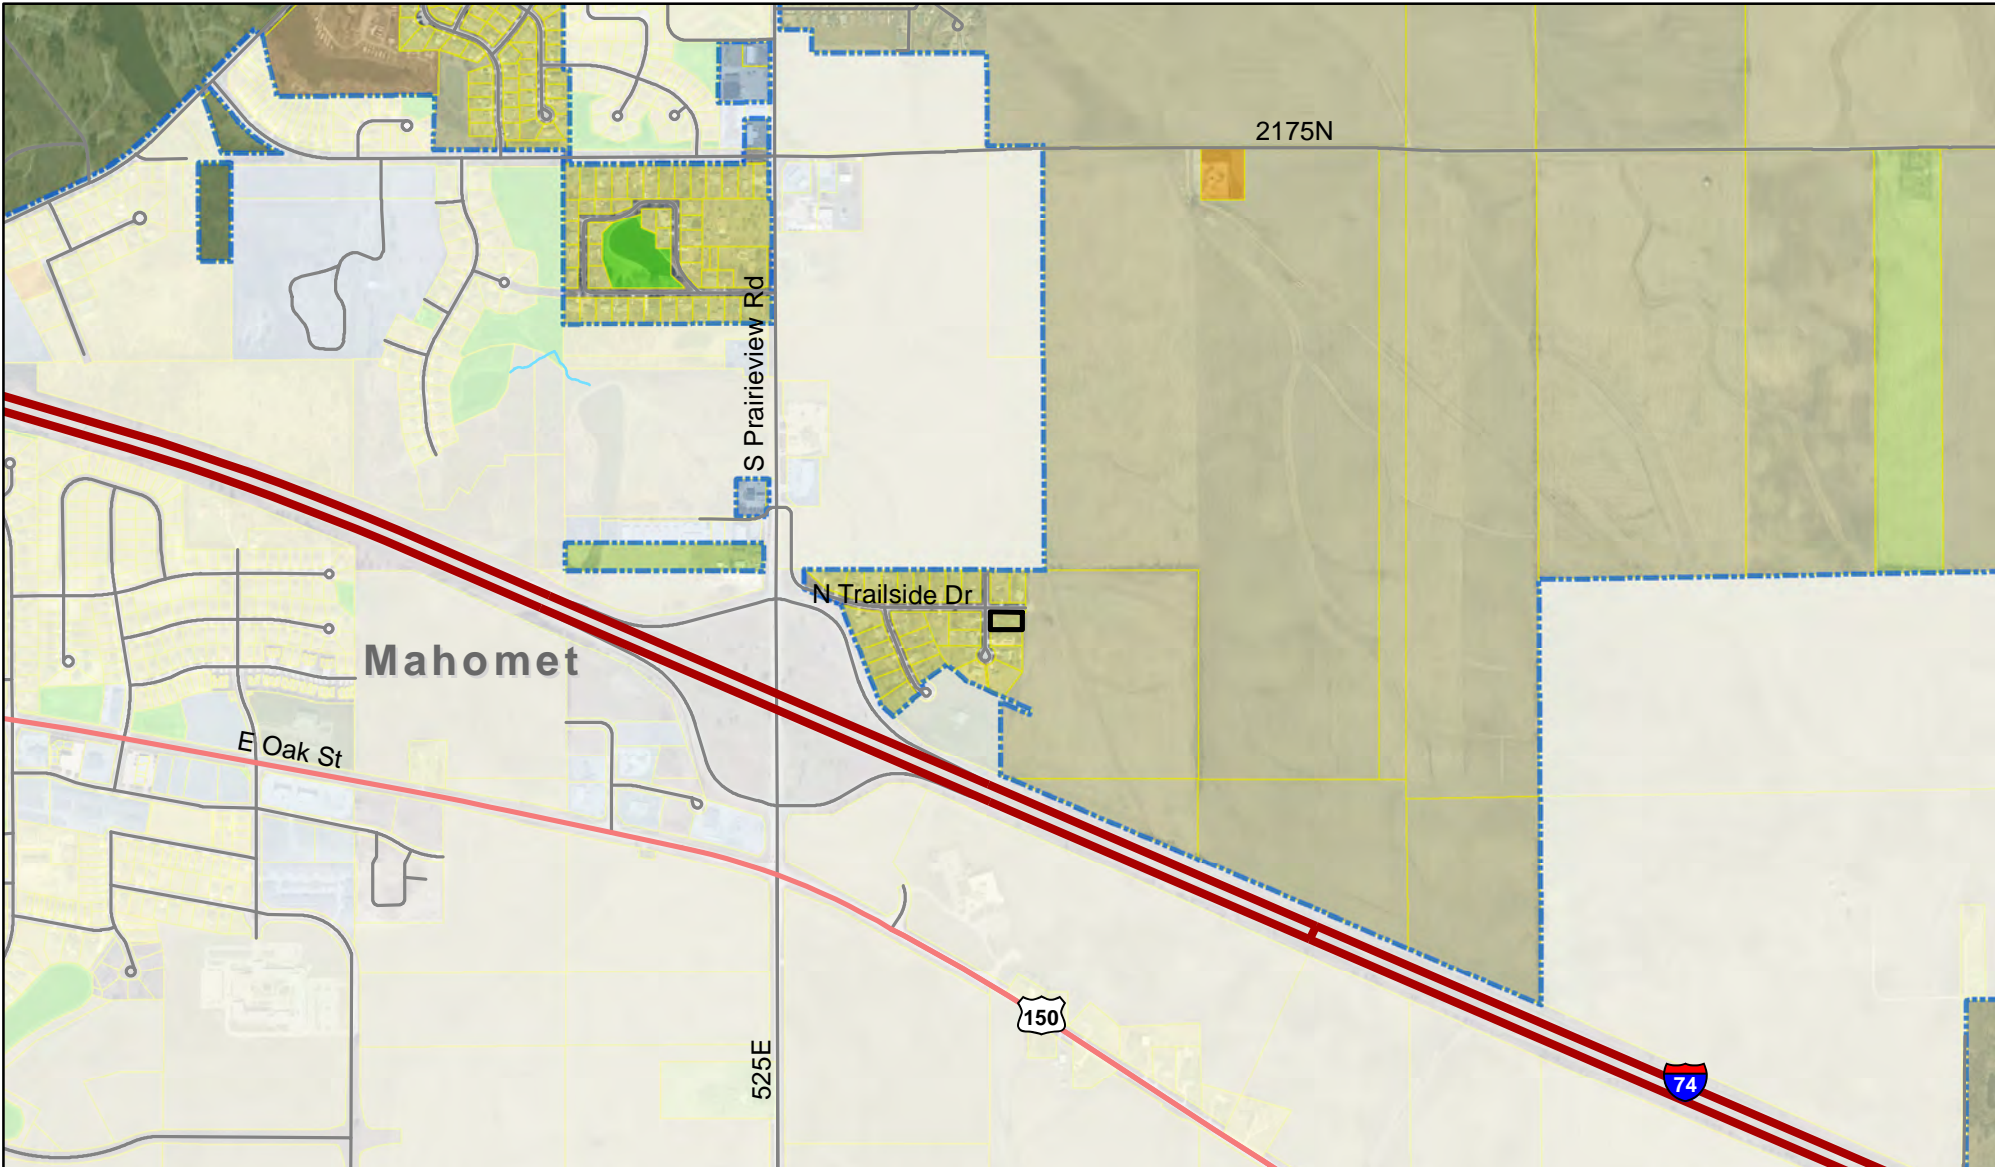 2175N
S Prairieview Rd
N Trailside Dr
Mahomet
E Oak St
150
525E
74